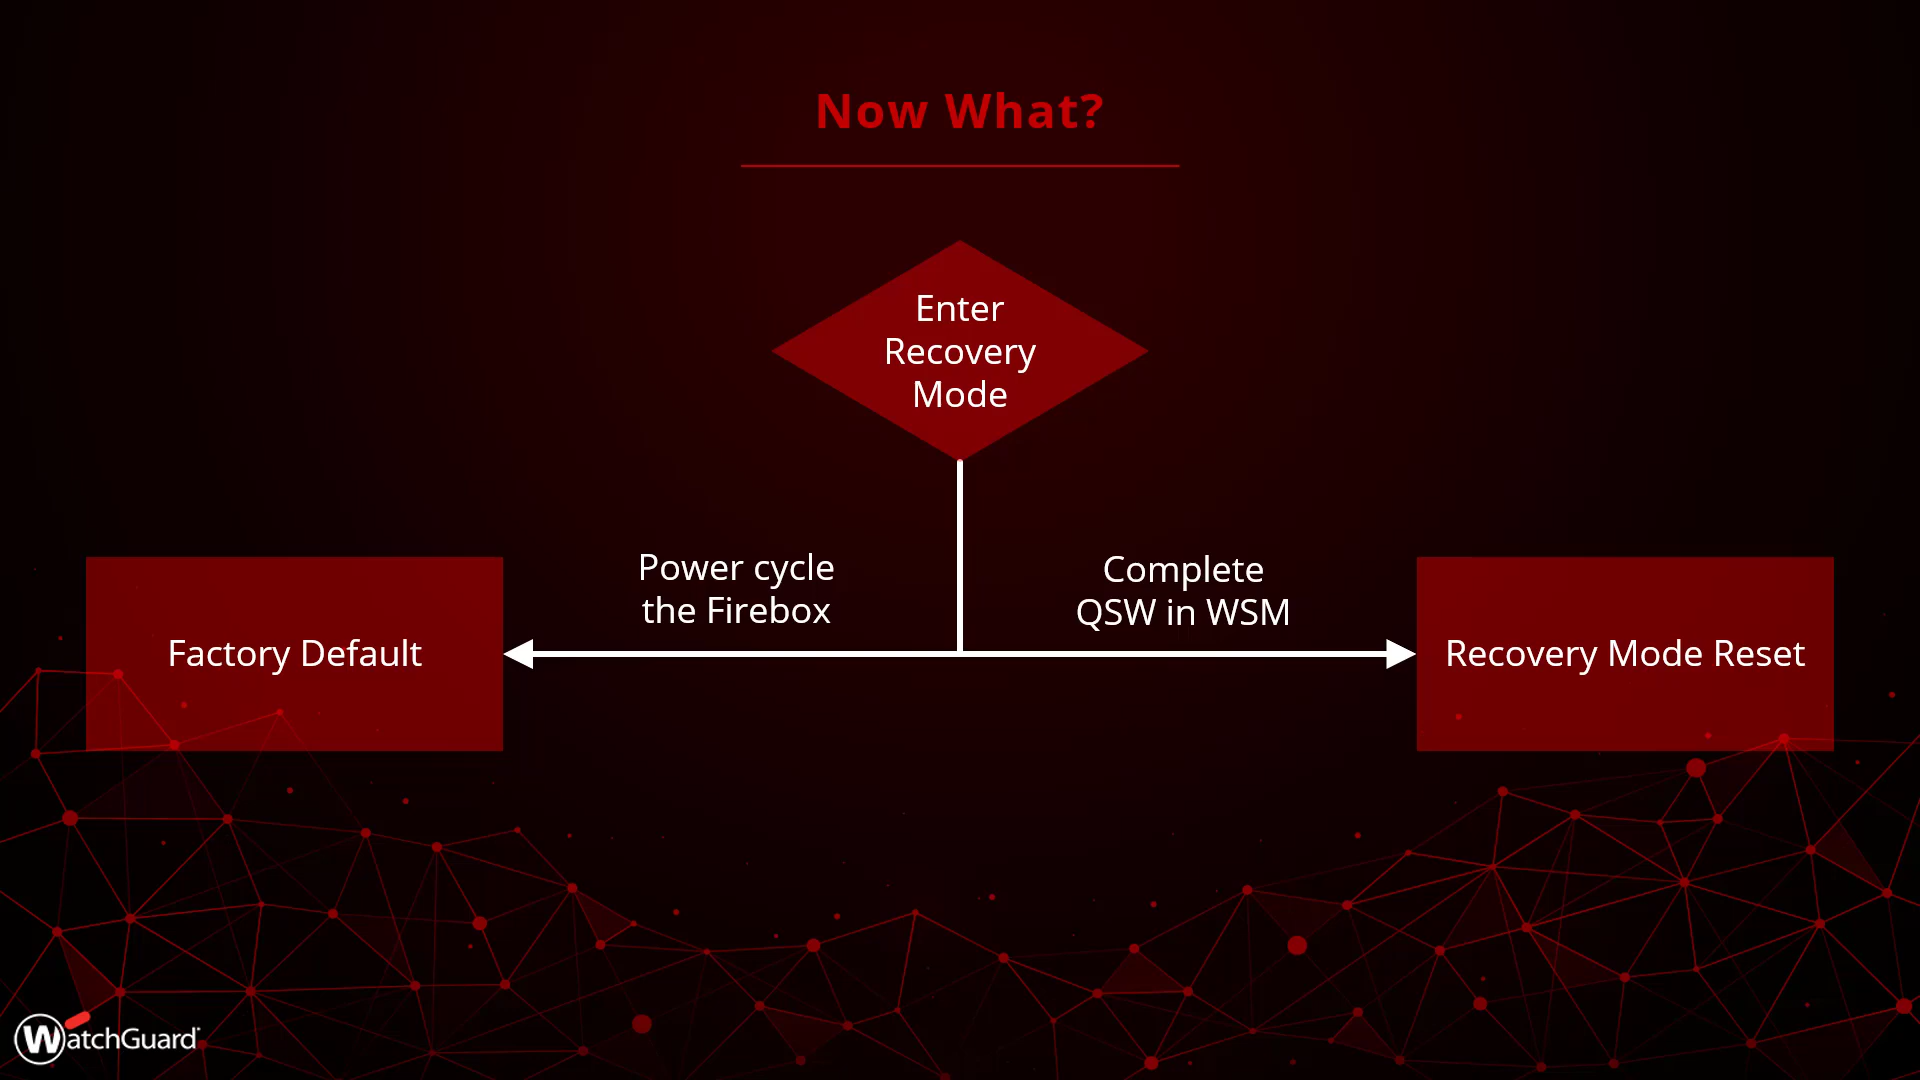 Now What?
Enter
Recovery
Mode
Power cycle
the Firebox
Complete
QSW in WSM
Factory Default
Recovery Mode Reset
WatchGuard